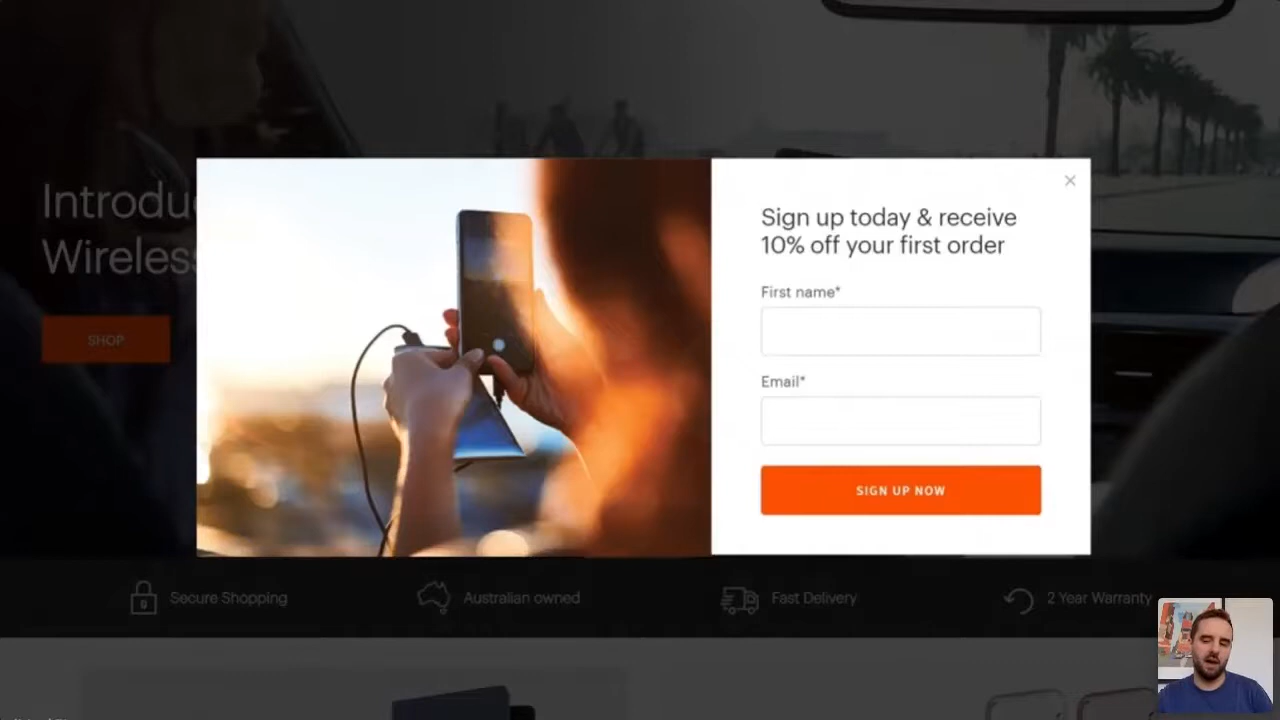 Introdu
Wireless
SHOP
Sign up today & receive
10% off your first order
First name*
Email*
SIGN UP NOW
Secure Shopping
Australian owned
Fast Delivery
2 Year Warranty